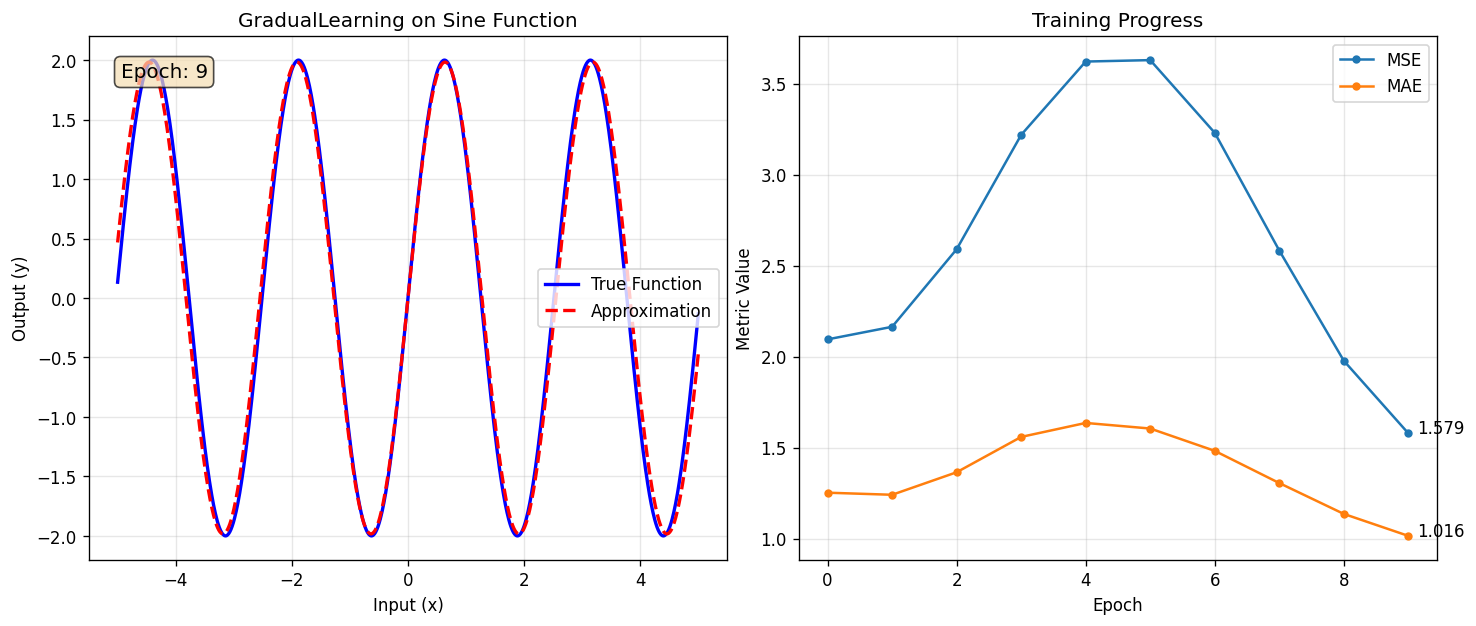 GradualLearning on Sine Function
Epoch: 9
2.0
1.5
1.0
0.5
0.0
−0.5
−1.0
−1.5
−2.0
Output (y)
True Function
Approximation
−4
−2
0
2
4
Input (x)
Training Progress
MSE
MAE
3.5
3.0
2.5
2.0
1.5
1.0
Metric Value
1.579
1.016
0
2
4
6
8
Epoch